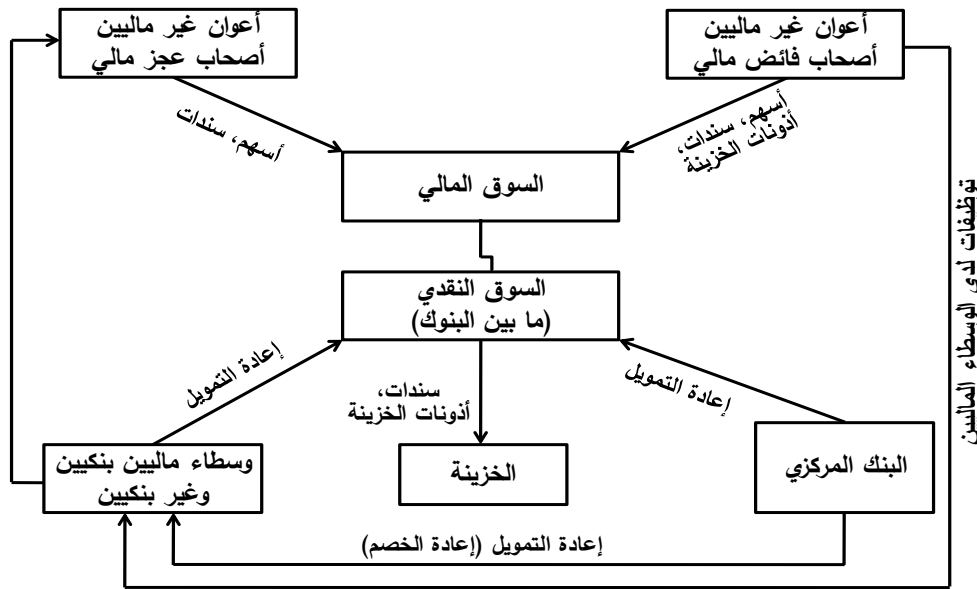 أعوان غير ماليين
أصحاب فائض مالي
أعوان غير ماليين
أصحاب عجز مالي
أسهم، سندات،
أذونات الخزينة
أسهم، سندات
السوق المالي
توظيفات لدى الوسطاء الماليين
السوق النقدي
(ما بين البنوك)
إعادة التمويل
إعادة التمويل
سندات،
أذونات الخزينة
البنك المركزي
الخزينة
وسطاء ماليين بنكيين
وغير بنكيين
إعادة التمويل (إعادة الخصم)